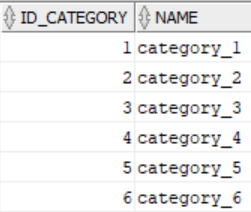 ID_CATEGORY NAME
1 category_1
2 category_2
3 category_3
4 category_4
5 category_5
6 category_6